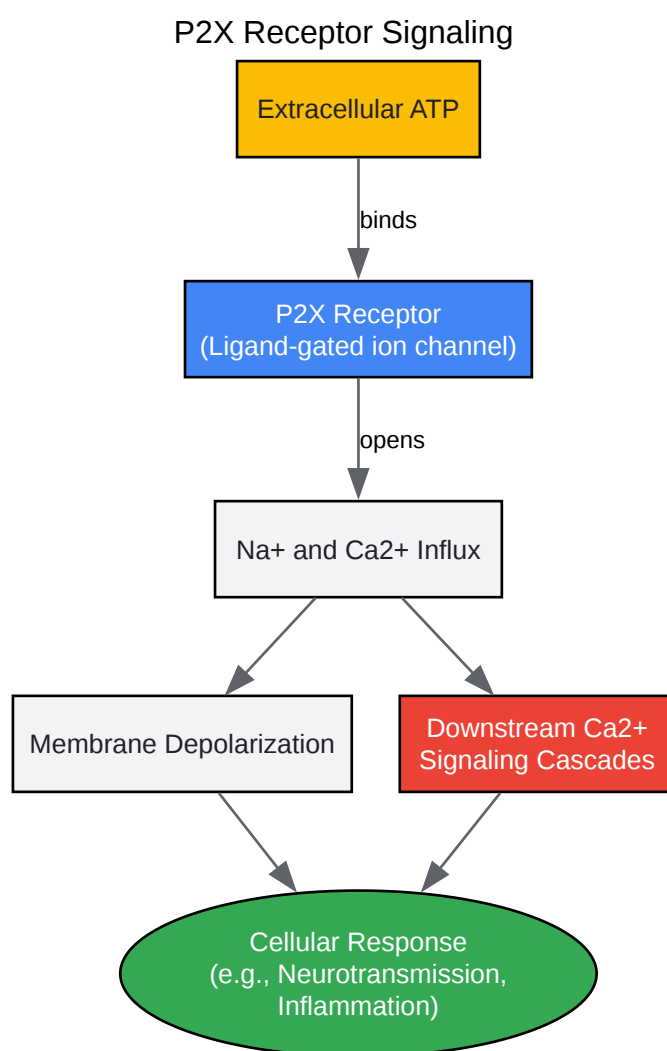 P2X Receptor Signaling
Extracellular ATP
binds
P2X Receptor
(Ligand-gated ion channel)
opens
Na+ and Ca2+ Influx
Membrane Depolarization
Downstream Ca2+
Signaling Cascades
Cellular Response
(e.g., Neurotransmission,
Inflammation)